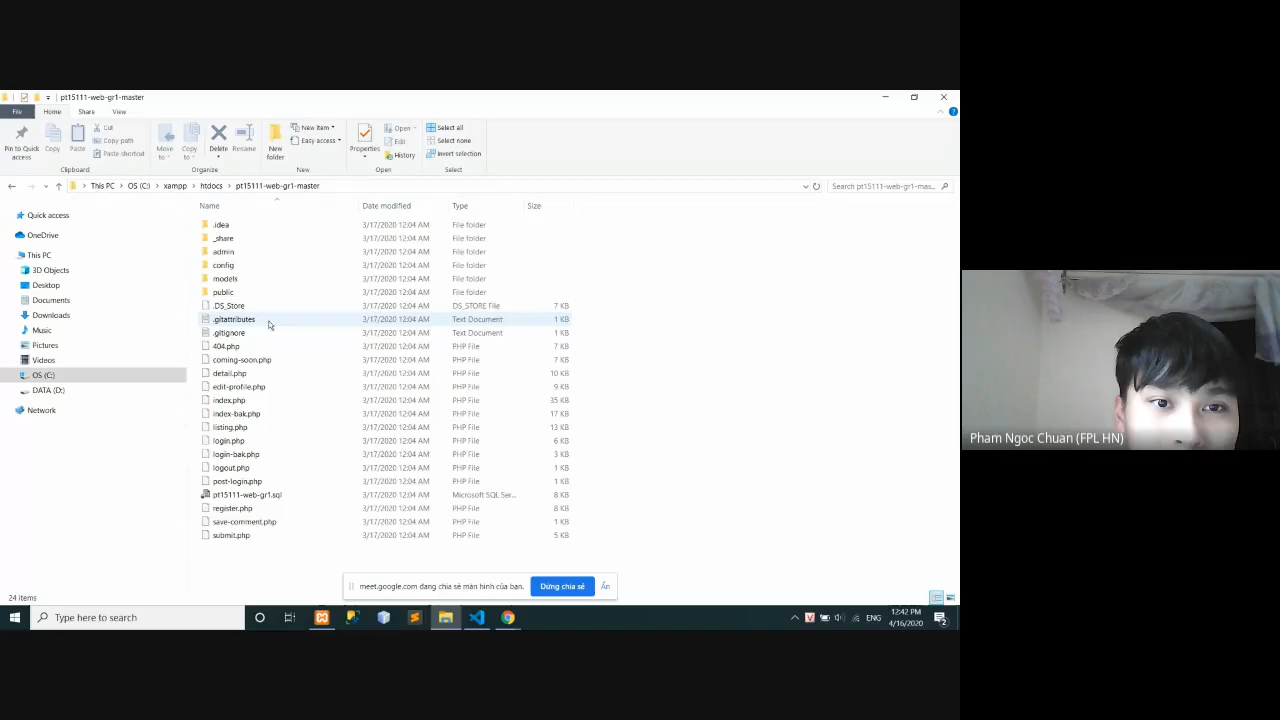 pt15111-web-gr1-master
File Home Share View
Pin to Quick access
Copy
Paste
Cut
Copy path
Paste shortcut
Clipboard
Move to
Copy to
Delete
Rename
Organize
New folder
New item
Easy access
New
Properties
Open
Edit
History
Open
Select all
Select none
Invert selection
Select
This PC OS (C:) xampp htdocs pt15111-web-gr1-master
Search pt15111-web-gr1-mas...
Quick access
OneDrive
This PC
3D Objects
Desktop
Documents
Downloads
Music
Pictures
Videos
OS (C:)
DATA (D:)
Network
Name Date modified Type Size
.idea 3/17/2020 12:04 AM File folder
_share 3/17/2020 12:04 AM File folder
admin 3/17/2020 12:04 AM File folder
config 3/17/2020 12:04 AM File folder
models 3/17/2020 12:04 AM File folder
public 3/17/2020 12:04 AM File folder
.DS_Store 3/17/2020 12:04 AM DS_STORE File 7 KB
.gitattributes 3/17/2020 12:04 AM Text Document 1 KB
.gitignore 3/17/2020 12:04 AM Text Document 1 KB
404.php 3/17/2020 12:04 AM PHP File 7 KB
coming-soon.php 3/17/2020 12:04 AM PHP File 7 KB
detail.php 3/17/2020 12:04 AM PHP File 10 KB
edit-profile.php 3/17/2020 12:04 AM PHP File 9 KB
index.php 3/17/2020 12:04 AM PHP File 35 KB
index-bak.php 3/17/2020 12:04 AM PHP File 17 KB
listing.php 3/17/2020 12:04 AM PHP File 13 KB
login.php 3/17/2020 12:04 AM PHP File 6 KB
login-bak.php 3/17/2020 12:04 AM PHP File 3 KB
logout.php 3/17/2020 12:04 AM PHP File 1 KB
post-login.php 3/17/2020 12:04 AM PHP File 1 KB
pt15111-web-gr1.sql 3/17/2020 12:04 AM Microsoft SQL Ser... 8 KB
register.php 3/17/2020 12:04 AM PHP File 8 KB
save-comment.php 3/17/2020 12:04 AM PHP File 1 KB
submit.php 3/17/2020 12:04 AM PHP File 5 KB
meet.google.com đang chia sẻ màn hình của bạn. Dừng chia sẻ Ẩn
24 items
Type here to search
V ENG
12:42 PM
4/16/2020
2
Pham Ngoc Chuan (FPL HN)